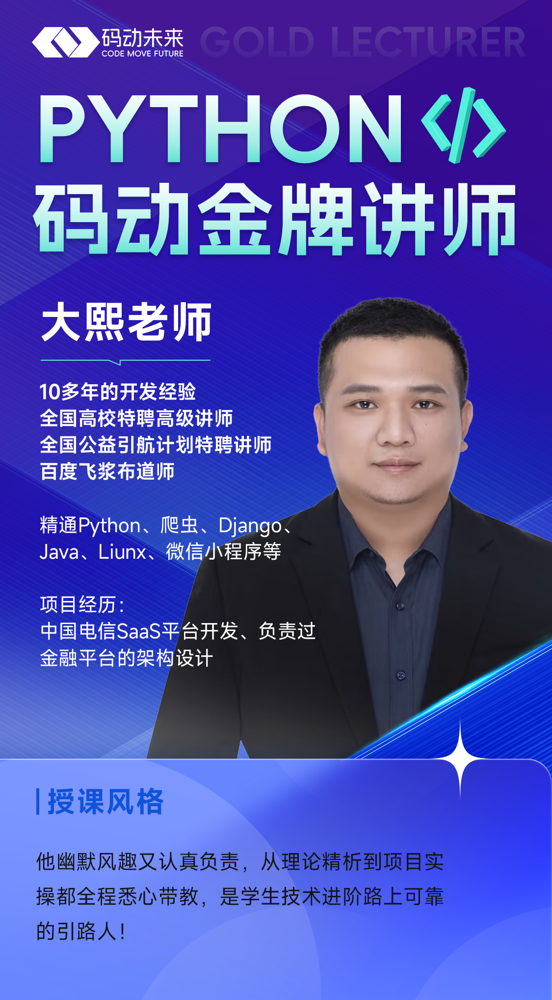 码动未来
CODE MOVE FUTURE
GOLD LECTURER
PYTHON </>
码动金牌讲师
大熙老师
10多年的开发经验
全国高校特聘高级讲师
全国公益引航计划特聘讲师
百度飞浆布道师
精通Python、爬虫、Django、
Java、Liunx、微信小程序等
项目经历：
中国电信SaaS平台开发、负责过
金融平台的架构设计
授课风格
他幽默风趣又认真负责，从理论精析到项目实
操都全程悉心带教，是学生技术进阶路上可靠
的引路人！